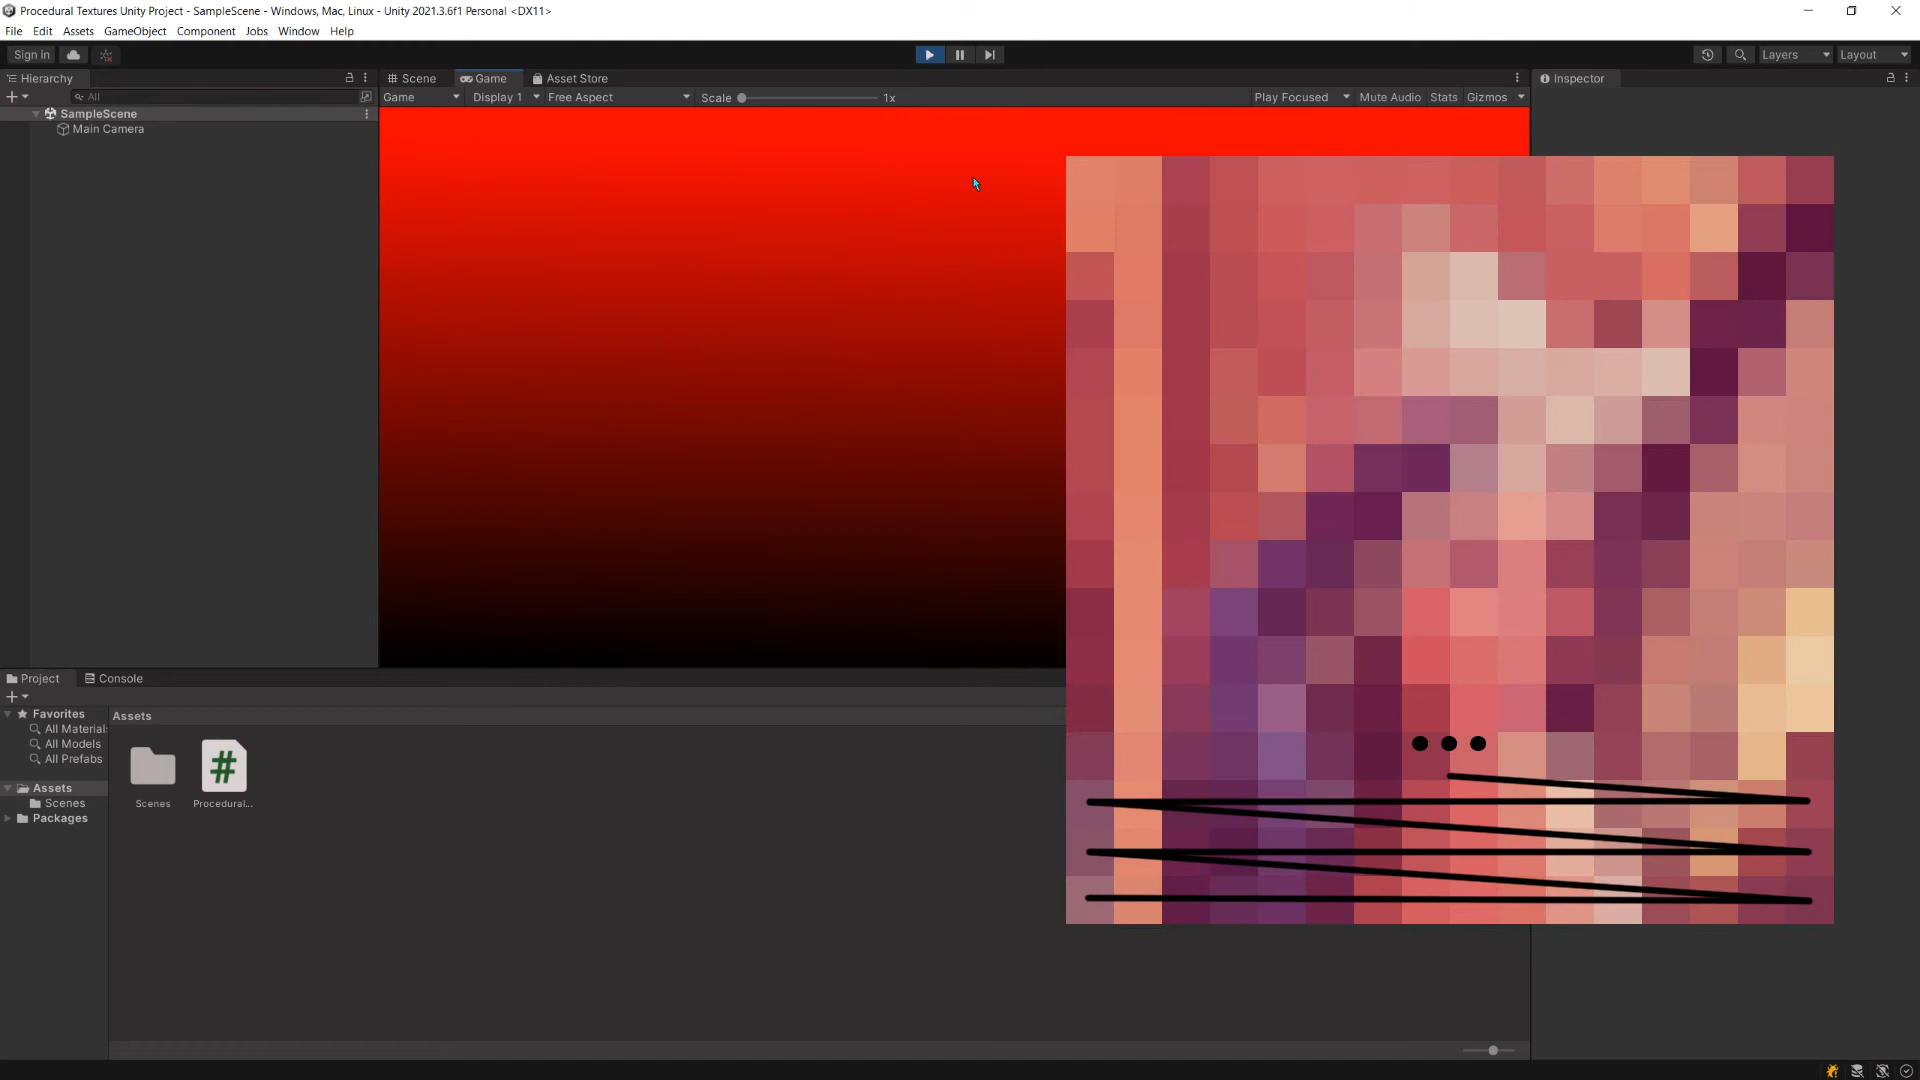 Procedural Textures Unity Project - SampleScene - Windows, Mac, Linux - Unity 2021.3.6f1 Personal <DX11>
File Edit Assets GameObject Component Jobs Window Help
Sign in Layers Layout
Hierarchy Scene Game Asset Store Inspector
All Game Display 1 Free Aspect Scale 1x Play Focused Mute Audio Stats Gizmos
SampleScene
Main Camera
Project Console
Favorites Assets
All Materials
All Models
All Prefabs
Assets
Scenes Scenes Procedural...
Packages